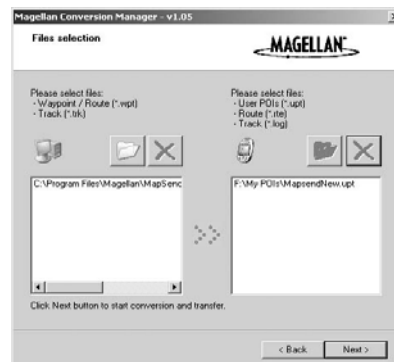 Magellan Conversion Manager - v1.05
Files selection
MAGELLAN
Please select files:
- Waypoint / Route (*.wpt)
- Track (*.trk)
Please select files:
- User POIs (*.upt)
- Route (*.rte)
- Track (*.log)
C:\Program Files\Magellan\MapSenc
F:\My POIs\MapsendNew.upt
Click Next button to start conversion and transfer.
< Back
Next >